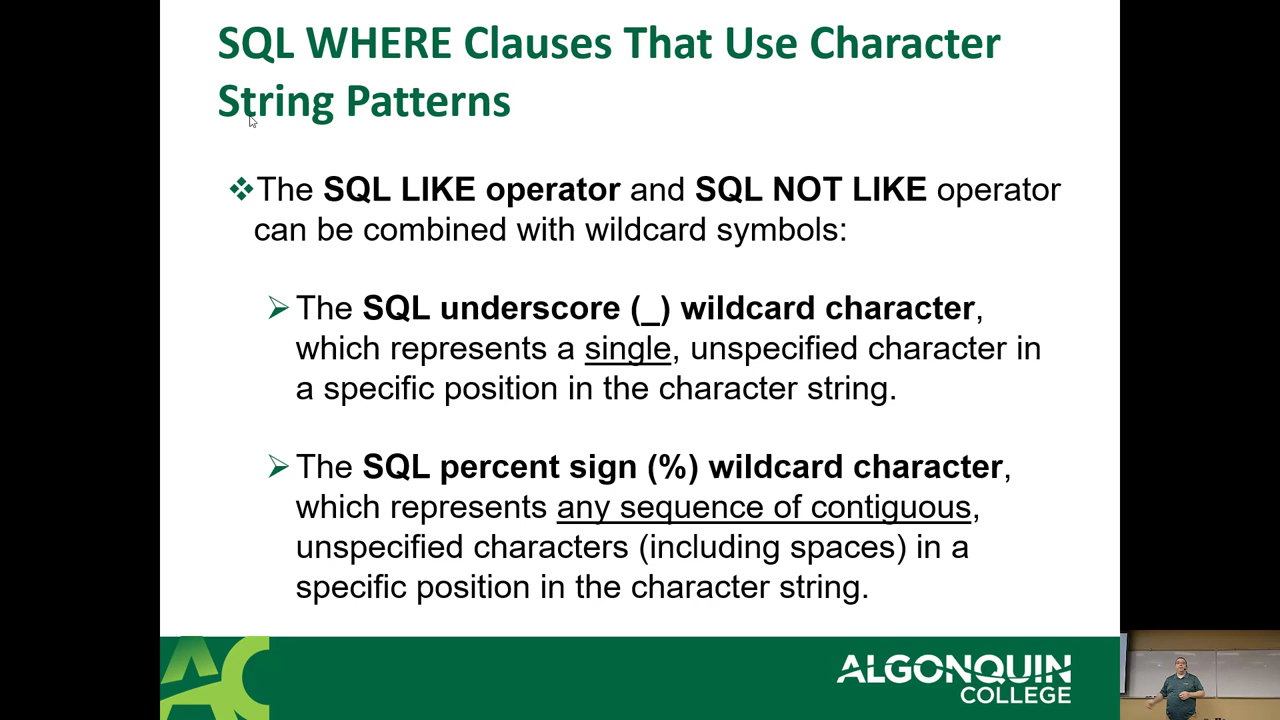 SQL WHERE Clauses That Use Character
String Patterns
The SQL LIKE operator and SQL NOT LIKE operator
can be combined with wildcard symbols:
The SQL underscore (_) wildcard character,
which represents a single, unspecified character in
a specific position in the character string.
The SQL percent sign (%) wildcard character,
which represents any sequence of contiguous,
unspecified characters (including spaces) in a
specific position in the character string.
AC
ALGONQUIN
COLLEGE